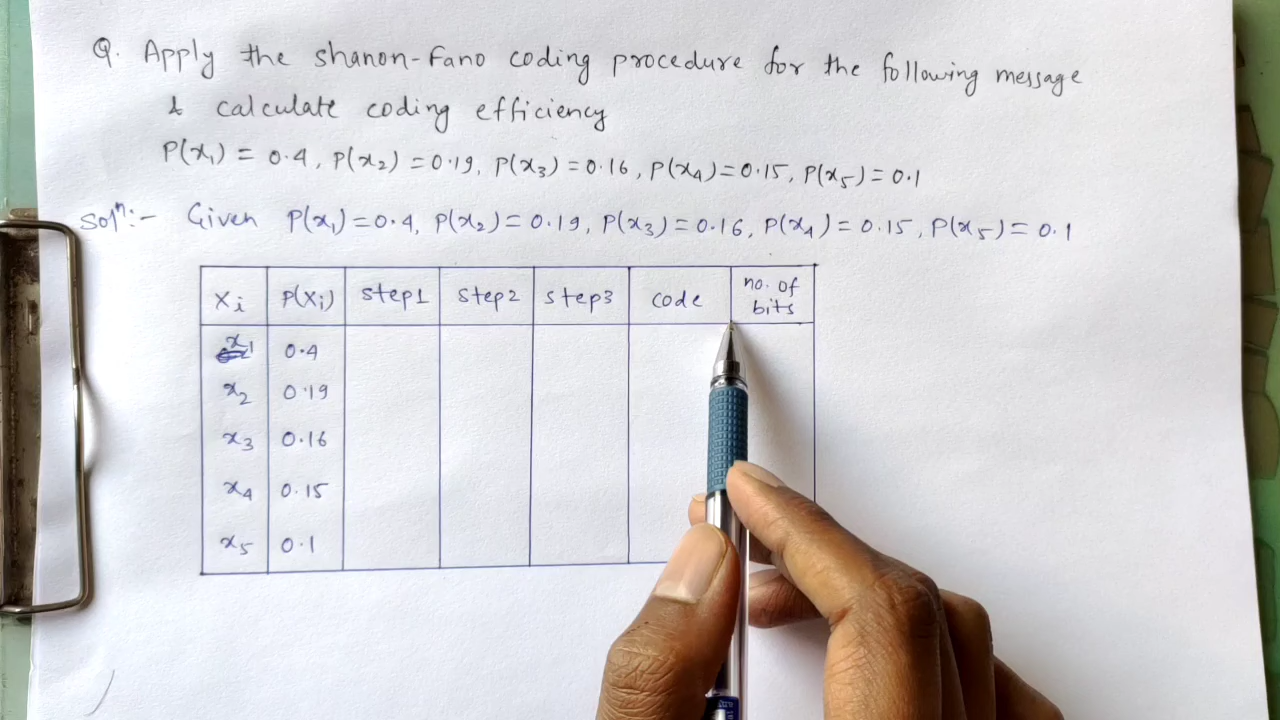 Q. Apply the shanon-Fano coding procedure for the following message
& calculate coding efficiency
P(x₁) = 0.4, P(x₂) = 0.19, P(x₃) = 0.16, P(x₄) = 0.15, P(x₅) = 0.1
Solⁿ:- Given P(x₁) = 0.4, P(x₂) = 0.19, P(x₃) = 0.16, P(x₄) = 0.15, P(x₅) = 0.1
Xᵢ P(Xᵢ) step1 step2 step3 code no. of bits
x₁ 0.4
x₂ 0.19
x₃ 0.16
x₄ 0.15
x₅ 0.1